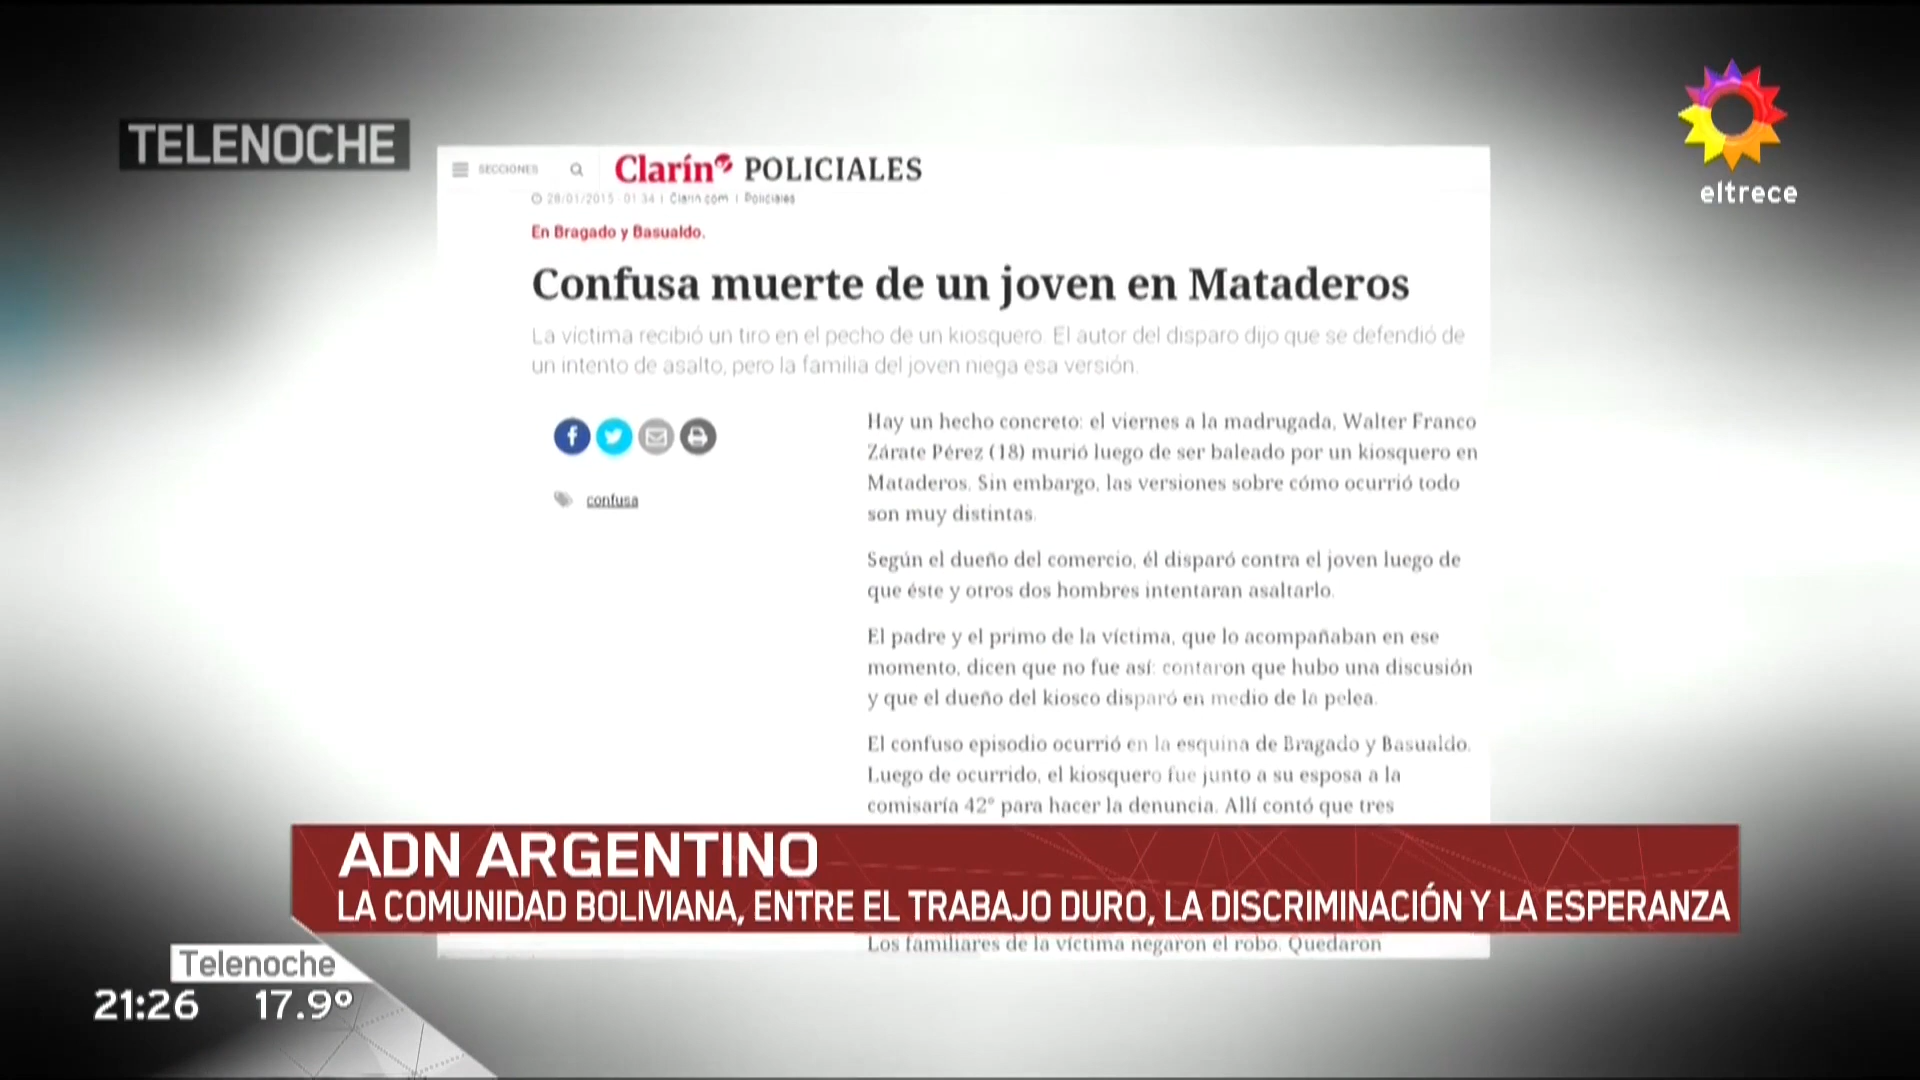 TELENOCHE
eltrece
SECCIONES
Clarín POLICIALES
28/01/2015 - 01:34 | Clarin.com | Policiales
En Bragado y Basualdo.
Confusa muerte de un joven en Mataderos
La víctima recibió un tiro en el pecho de un kiosquero. El autor del disparo dijo que se defendió de
un intento de asalto, pero la familia del joven niega esa versión.
confusa
Hay un hecho concreto: el viernes a la madrugada, Walter Franco
Zárate Pérez (18) murió luego de ser baleado por un kiosquero en
Mataderos. Sin embargo, las versiones sobre cómo ocurrió todo
son muy distintas.
Según el dueño del comercio, él disparó contra el joven luego de
que éste y otros dos hombres intentaran asaltarlo.
El padre y el primo de la víctima, que lo acompañaban en ese
momento, dicen que no fue así: contaron que hubo una discusión
y que el dueño del kiosco disparó en medio de la pelea.
El confuso episodio ocurrió en la esquina de Bragado y Basualdo.
Luego de ocurrido, el kiosquero fue junto a su esposa a la
comisaría 42° para hacer la denuncia. Allí contó que tres
ADN ARGENTINO
LA COMUNIDAD BOLIVIANA, ENTRE EL TRABAJO DURO, LA DISCRIMINACIÓN Y LA ESPERANZA
Los familiares de la víctima negaron el robo. Quedaron
Telenoche
21:26 17.9°